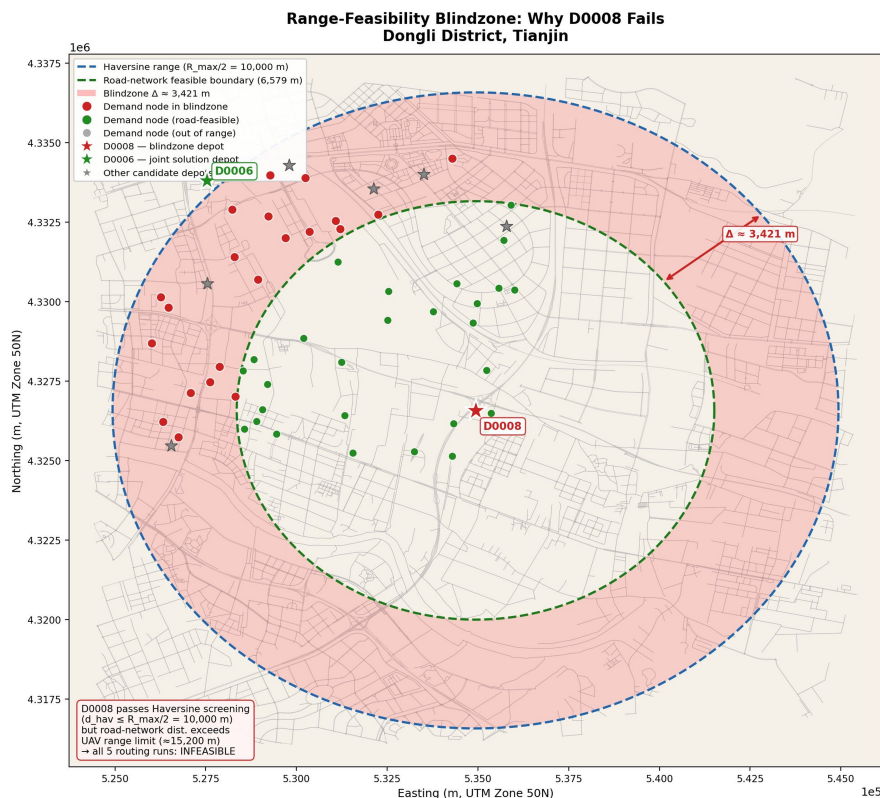 Range-Feasibility Blindzone: Why D0008 Fails
Dongli District, Tianjin
1e6
Haversine range (R_max/2 = 10,000 m)
Road-network feasible boundary (6,579 m)
Blindzone Δ ≈ 3,421 m
Demand node in blindzone
Demand node (road-feasible)
Demand node (out of range)
D0008 — blindzone depot
D0006 — joint solution depot
Other candidate depots
D0006
Δ ≈ 3,421 m
D0008
4.3375
4.3350
4.3325
4.3300
4.3275
4.3250
4.3225
4.3200
4.3175
Northing (m, UTM Zone 50N)
D0008 passes Haversine screening
(d_hav ≤ R_max/2 = 10,000 m)
but road-network dist. exceeds
UAV range limit (≈15,200 m)
→ all 5 routing runs: INFEASIBLE
5.250
5.275
5.300
5.325
5.350
5.375
5.400
5.425
5.450
1e5
Easting (m, UTM Zone 50N)